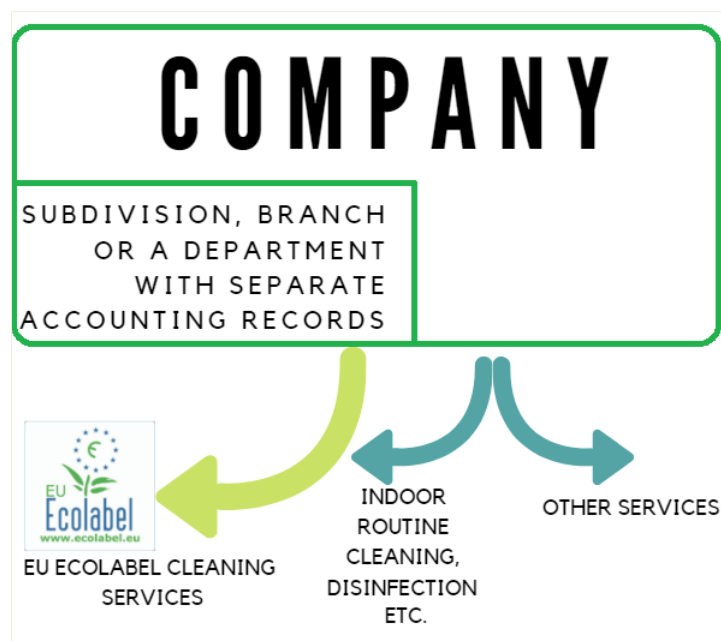 COMPANY
SUBDIVISION, BRANCH
OR A DEPARTMENT
WITH SEPARATE
ACCOUNTING RECORDS
EU
Ecolabel
www.ecolabel.eu
EU ECOLABEL CLEANING
SERVICES
INDOOR
ROUTINE
CLEANING,
DISINFECTION
ETC.
OTHER SERVICES